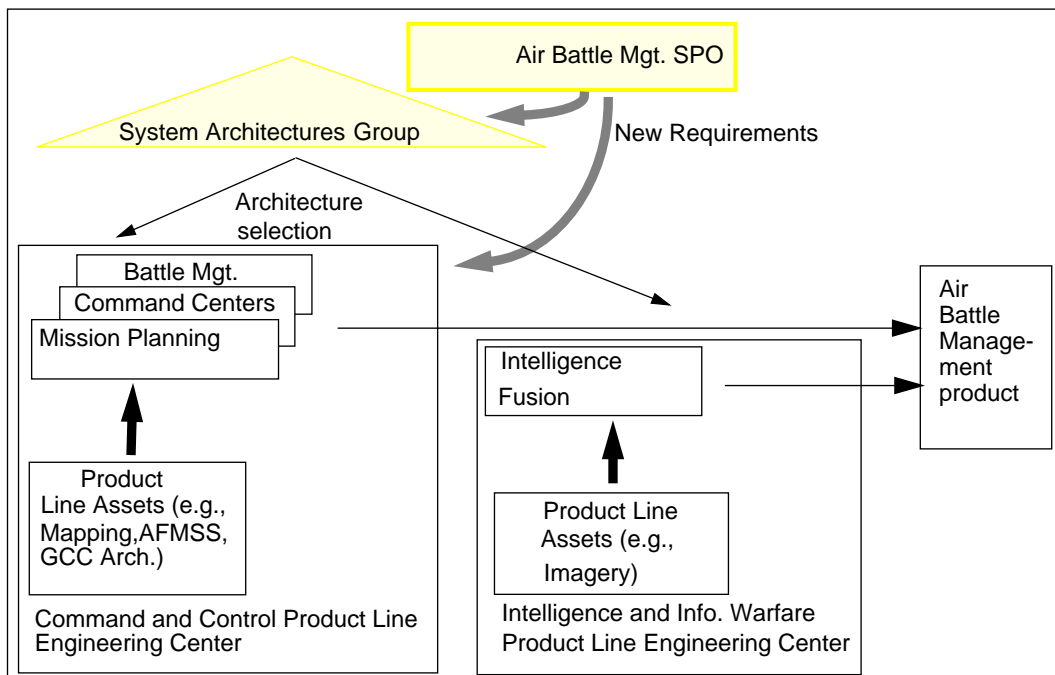 Air Battle Mgt. SPO
System Architectures Group
New Requirements
Architecture
selection
Battle Mgt.
Command Centers
Mission Planning
Product
Line Assets (e.g.,
Mapping,AFMSS,
GCC Arch.)
Command and Control Product Line
Engineering Center
Intelligence
Fusion
Product Line
Assets (e.g.,
Imagery)
Intelligence and Info. Warfare
Product Line Engineering Center
Air
Battle
Manage-
ment
product